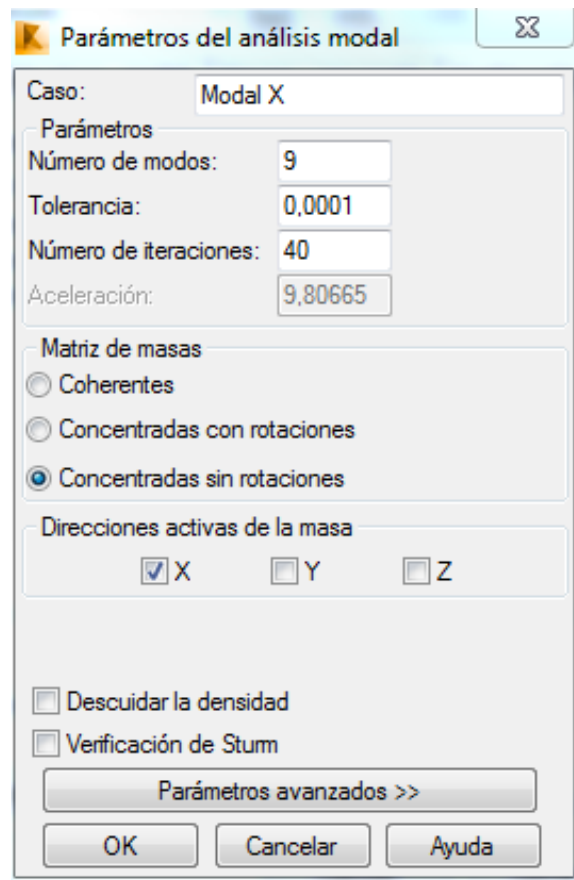 Parámetros del análisis modal
Caso: Modal X
Parámetros
Número de modos: 9
Tolerancia: 0,0001
Número de iteraciones: 40
Aceleración: 9,80665
Matriz de masas
Coherentes
Concentradas con rotaciones
Concentradas sin rotaciones
Direcciones activas de la masa
X Y Z
Descuidar la densidad
Verificación de Sturm
Parámetros avanzados >>
OK Cancelar Ayuda